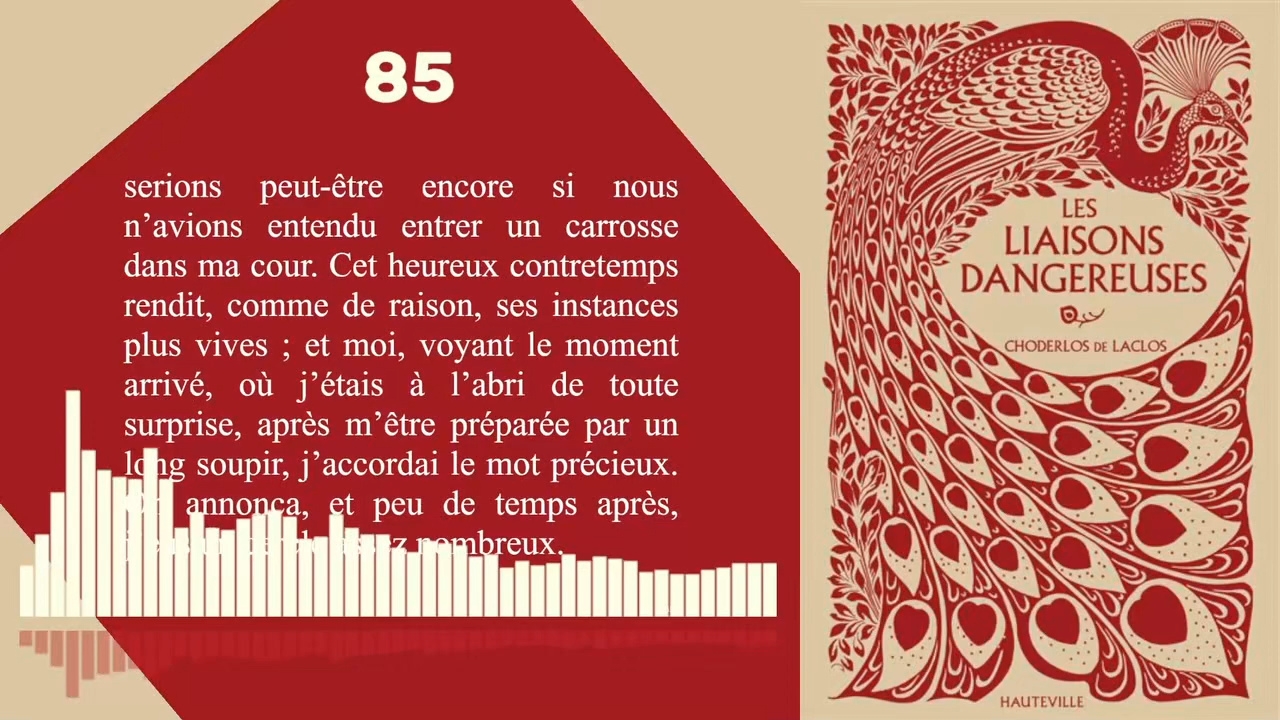 85
serions peut-être encore si nous
n’avions entendu entrer un carrosse
dans ma cour. Cet heureux contretemps
rendit, comme de raison, ses instances
plus vives ; et moi, voyant le moment
arrivé, où j’étais à l’abri de toute
surprise, après m’être préparée par un
long soupir, j’accordai le mot précieux.
On annonça, et peu de temps après,
nombreux.
LES
LIAISONS
DANGEREUSES
CHODERLOS DE LACLOS
HAUTEVILLE